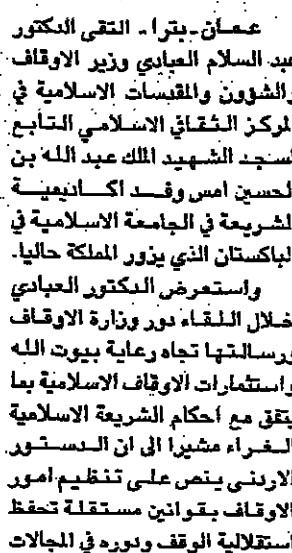 عمان-بترا- التقى الدكتور
عبد السلام العبادي وزير الاوقاف
والشؤون والمقدسات الاسلامية في
المركز الثقافي الاسلامي التابع
لمسجد الشهيد الملك عبد الله بن
الحسين امس وفد اكاديمية
الشريعة في الجامعة الاسلامية في
الباكستان الذي يزور المملكة حاليا.
واستعرض الدكتور العبادي
خلال اللقاء دور وزارة الاوقاف
ورسالتها تجاه رعاية بيوت الله
واستثمارات الاوقاف الاسلامية بما
يتفق مع احكام الشريعة الاسلامية
الغراء مشيرا الى ان الدستور
الاردني ينص على تنظيم امور
الاوقاف بقوانين مستقلة تحفظ
استقلالية الوقف ودوره في المجالات